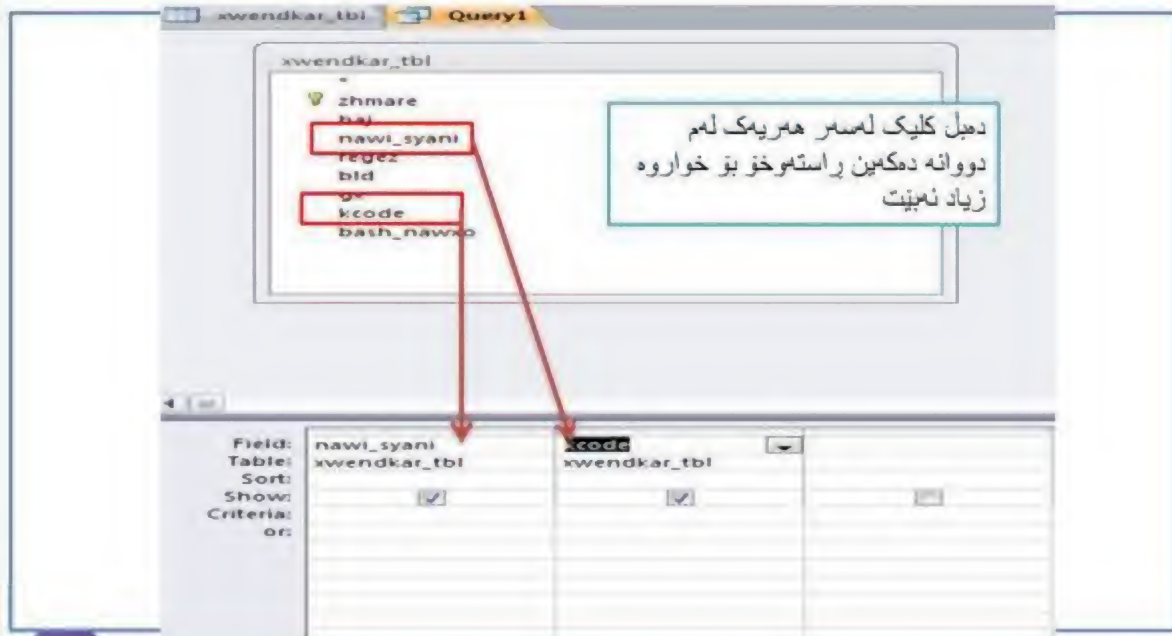 xwendkar_tbl Query1
xwendkar_tbl
*
zhmare
baj
nawi_syani
regez
bld
kcode
bash_nawxo
دەبڵ کلیک لەسەر هەریەک لەم
دووانە دەکەین ڕاستەوخۆ بۆ خوارەوە
زیاد ئەبێت
Field: nawi_syani kcode
Table: xwendkar_tbl xwendkar_tbl
Sort:
Show:
Criteria:
or: